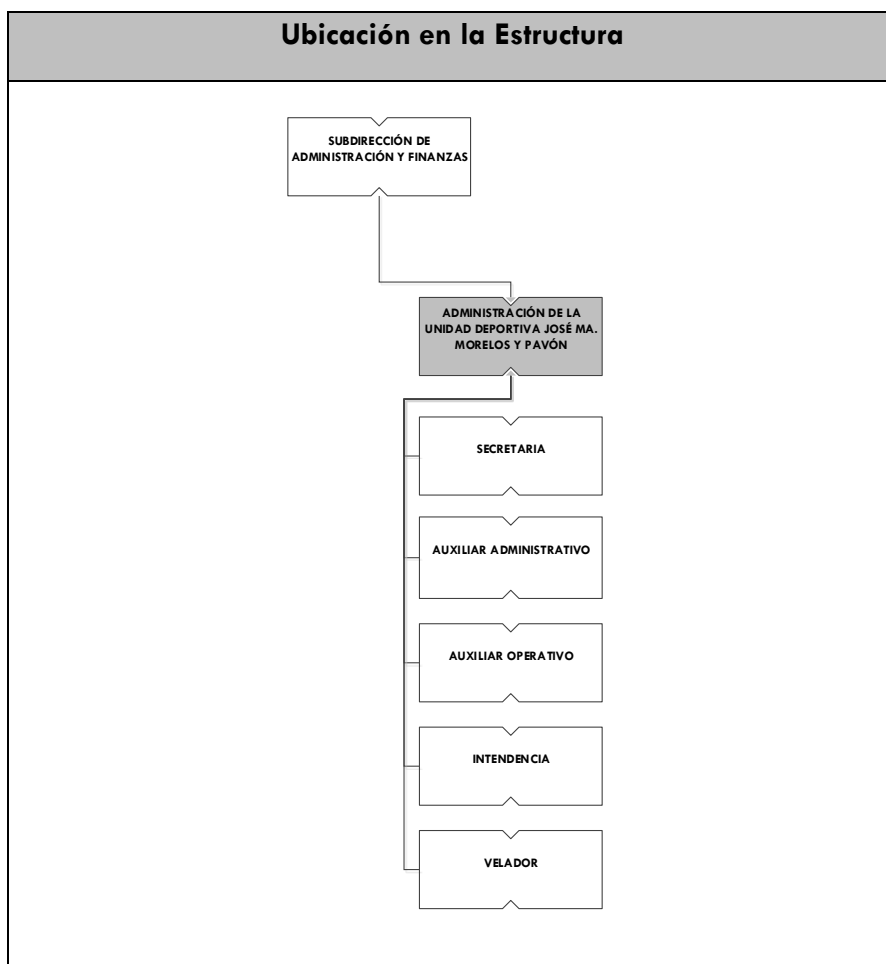 Ubicación en la Estructura
SUBDIRECCIÓN DE
ADMINISTRACIÓN Y FINANZAS
ADMINISTRACIÓN DE LA
UNIDAD DEPORTIVA JOSÉ MA.
MORELOS Y PAVÓN
SECRETARIA
AUXILIAR ADMINISTRATIVO
AUXILIAR OPERATIVO
INTENDENCIA
VELADOR